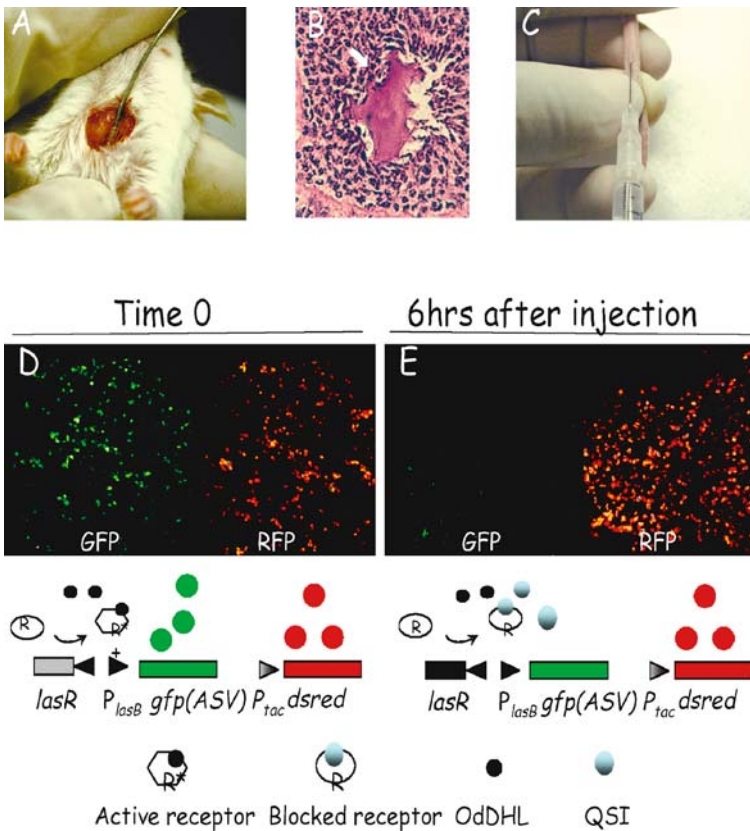 A
B
C
Time 0
6hrs after injection
D
E
GFP
RFP
GFP
RFP
R
R*
+
R
R
lasR
PlasB gfp(ASV)
Ptac dsred
lasR
PlasB gfp(ASV)
Ptac dsred
R*
R
Active receptor
Blocked receptor
OdDHL
QSI